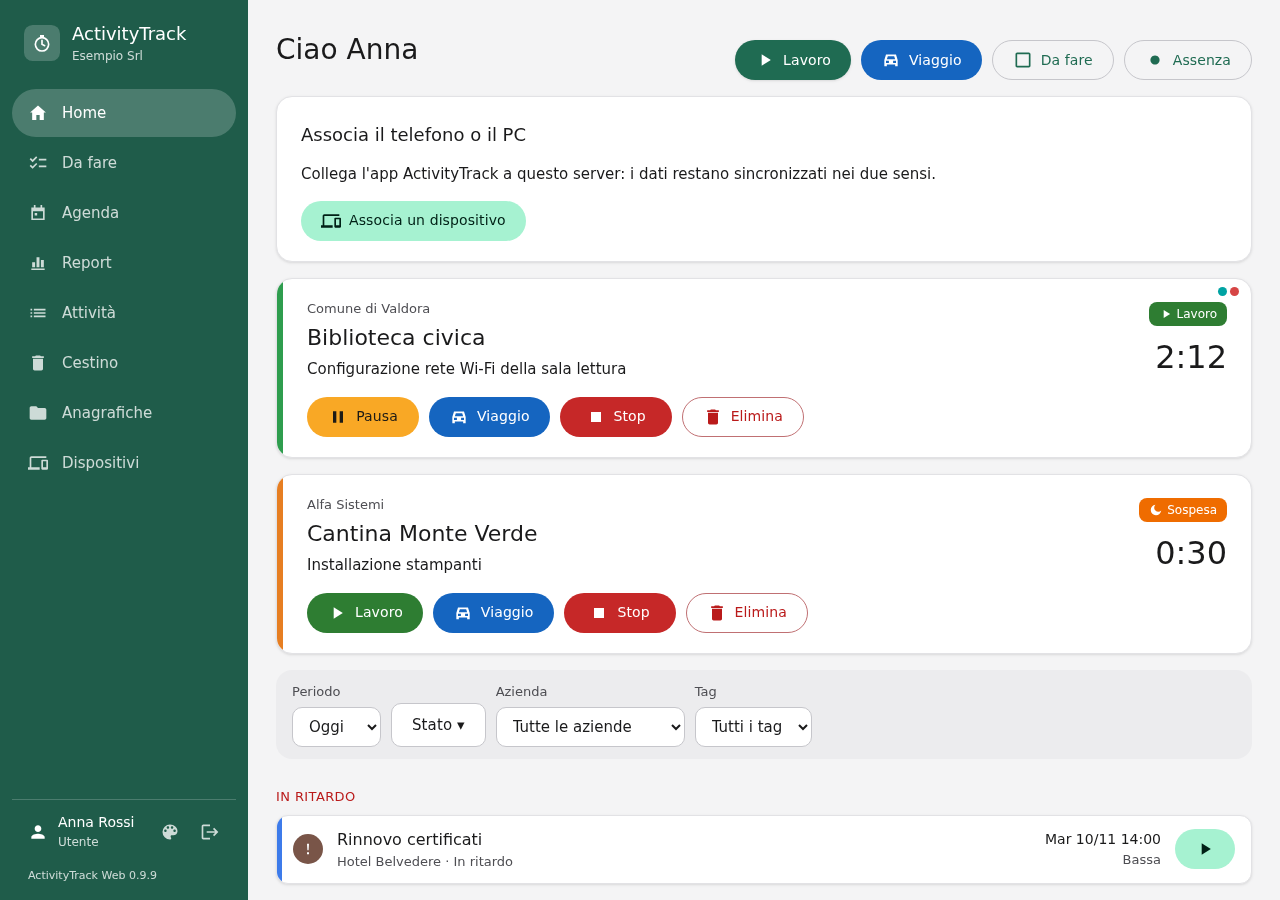 ActivityTrack
Esempio Srl
Home
Da fare
Agenda
Report
Attività
Cestino
Anagrafiche
Dispositivi
Anna Rossi
Utente
ActivityTrack Web 0.9.9
Ciao Anna
Lavoro
Viaggio
Da fare
Assenza
Associa il telefono o il PC
Collega l'app ActivityTrack a questo server: i dati restano sincronizzati nei due sensi.
Associa un dispositivo
Comune di Valdora
Biblioteca civica
Configurazione rete Wi-Fi della sala lettura
Lavoro
2:12
Pausa
Viaggio
Stop
Elimina
Alfa Sistemi
Cantina Monte Verde
Installazione stampanti
Sospesa
0:30
Lavoro
Viaggio
Stop
Elimina
Periodo
Oggi
Stato ▾
Azienda
Tutte le aziende
Tag
Tutti i tag
IN RITARDO
Rinnovo certificati
Hotel Belvedere · In ritardo
Mar 10/11 14:00
Bassa